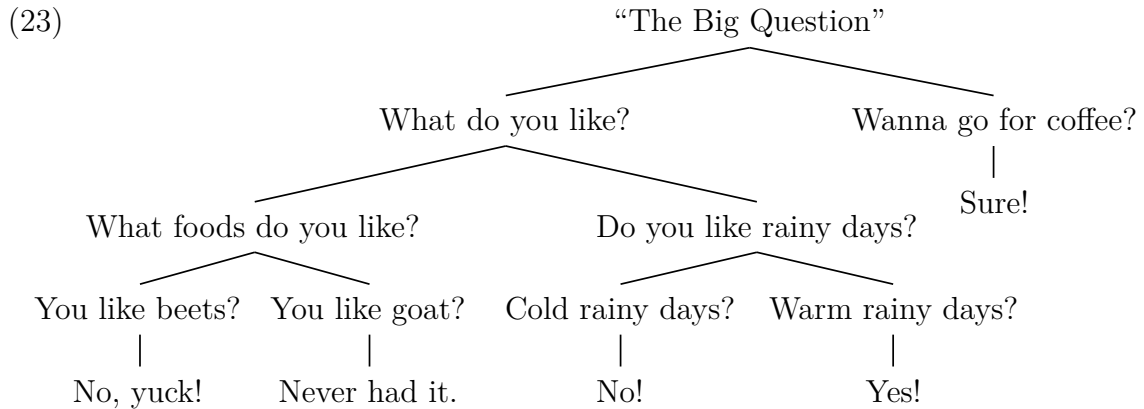 (23) “The Big Question”
What do you like? Wanna go for coffee?
Sure!
What foods do you like? Do you like rainy days?
You like beets? You like goat? Cold rainy days? Warm rainy days?
No, yuck! Never had it. No! Yes!